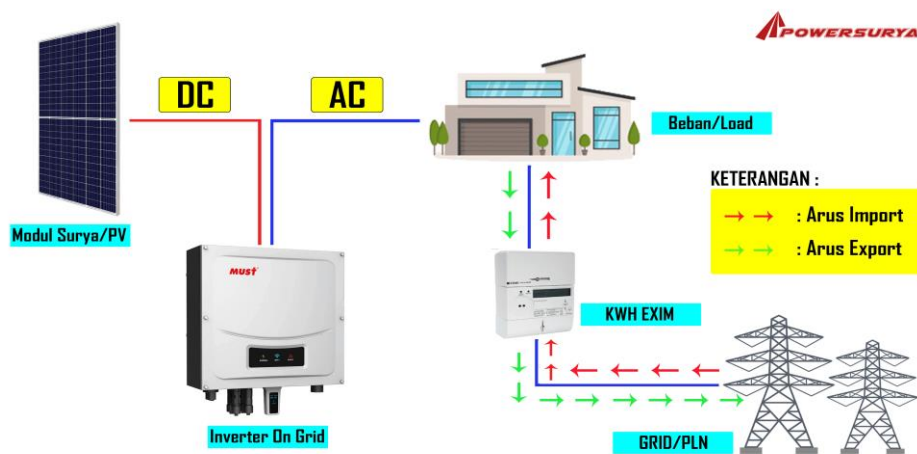 POWERSURYA
DC
AC
Beban/Load
Modul Surya/PV
KETERANGAN :
: Arus Import
: Arus Export
MUST
KWH EXIM
Inverter On Grid
GRID/PLN